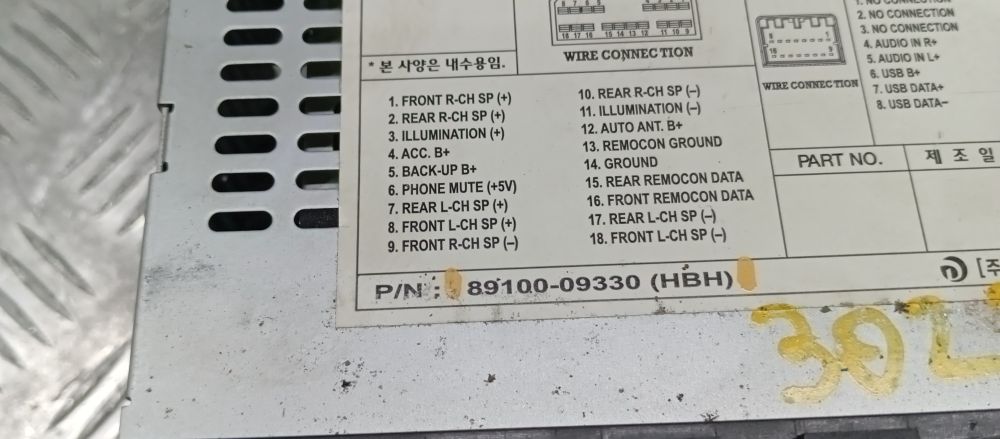 1. NO CONNECTION
2. NO CONNECTION
3. NO CONNECTION
4. AUDIO IN R+
5. AUDIO IN L+
6. USB B+
7. USB DATA+
8. USB DATA–
WIRE CONNECTION
WIRE CONNECTION
* 본 사양은 내수용임.
1. FRONT R-CH SP (+)
2. REAR R-CH SP (+)
3. ILLUMINATION (+)
4. ACC. B+
5. BACK-UP B+
6. PHONE MUTE (+5V)
7. REAR L-CH SP (+)
8. FRONT L-CH SP (+)
9. FRONT R-CH SP (–)
10. REAR R-CH SP (–)
11. ILLUMINATION (–)
12. AUTO ANT. B+
13. REMOCON GROUND
14. GROUND
15. REAR REMOCON DATA
16. FRONT REMOCON DATA
17. REAR L-CH SP (–)
18. FRONT L-CH SP (–)
PART NO.
제 조 일
P/N : 89100-09330 (HBH)
[주
302